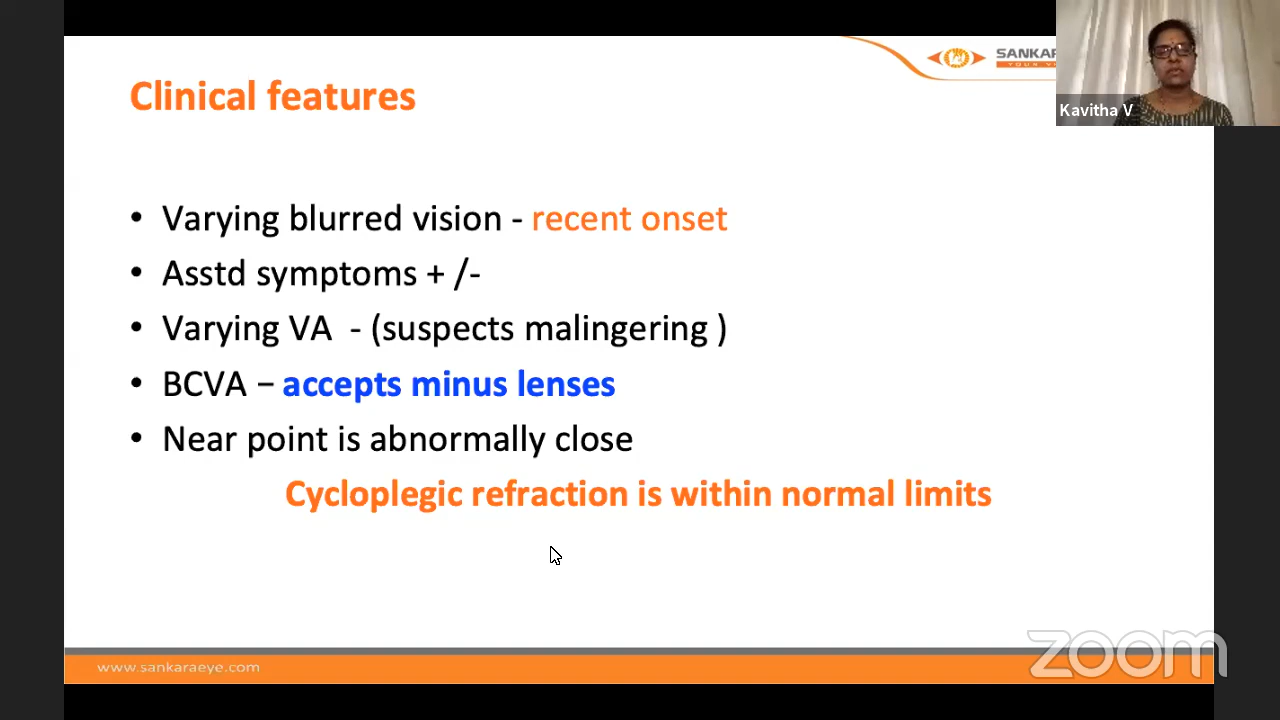 SANKARA
Clinical features
Kavitha V
• Varying blurred vision - recent onset
• Asstd symptoms + /-
• Varying VA - (suspects malingering )
• BCVA – accepts minus lenses
• Near point is abnormally close
Cycloplegic refraction is within normal limits
www.sankaraeye.com
zoom